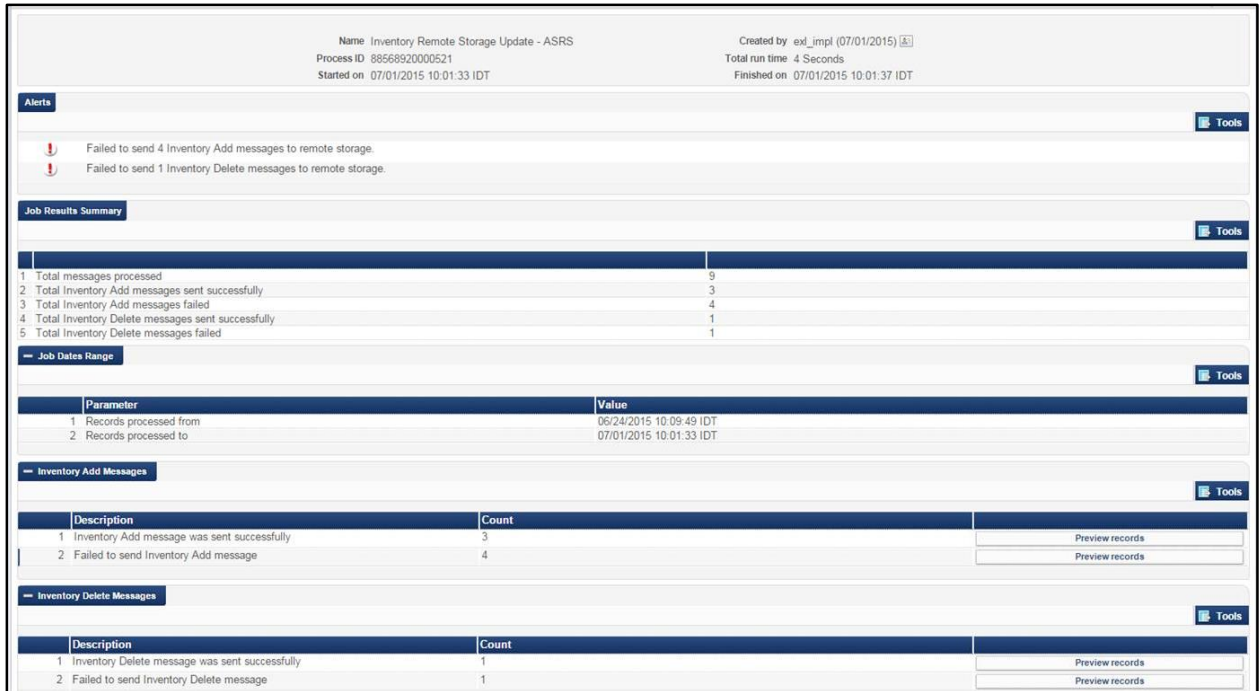 Name Inventory Remote Storage Update - ASRS Created by exl_impl (07/01/2015)
Process ID 88568920000521 Total run time 4 Seconds
Started on 07/01/2015 10:01:33 IDT Finished on 07/01/2015 10:01:37 IDT
Alerts
Tools
Failed to send 4 Inventory Add messages to remote storage.
Failed to send 1 Inventory Delete messages to remote storage.
Job Results Summary
Tools
1 Total messages processed 9
2 Total Inventory Add messages sent successfully 3
3 Total Inventory Add messages failed 4
4 Total Inventory Delete messages sent successfully 1
5 Total Inventory Delete messages failed 1
Job Dates Range
Tools
Parameter Value
1 Records processed from 06/24/2015 10:09:49 IDT
2 Records processed to 07/01/2015 10:01:33 IDT
Inventory Add Messages
Tools
Description Count
1 Inventory Add message was sent successfully 3 Preview records
2 Failed to send Inventory Add message 4 Preview records
Inventory Delete Messages
Tools
Description Count
1 Inventory Delete message was sent successfully 1 Preview records
2 Failed to send Inventory Delete message 1 Preview records